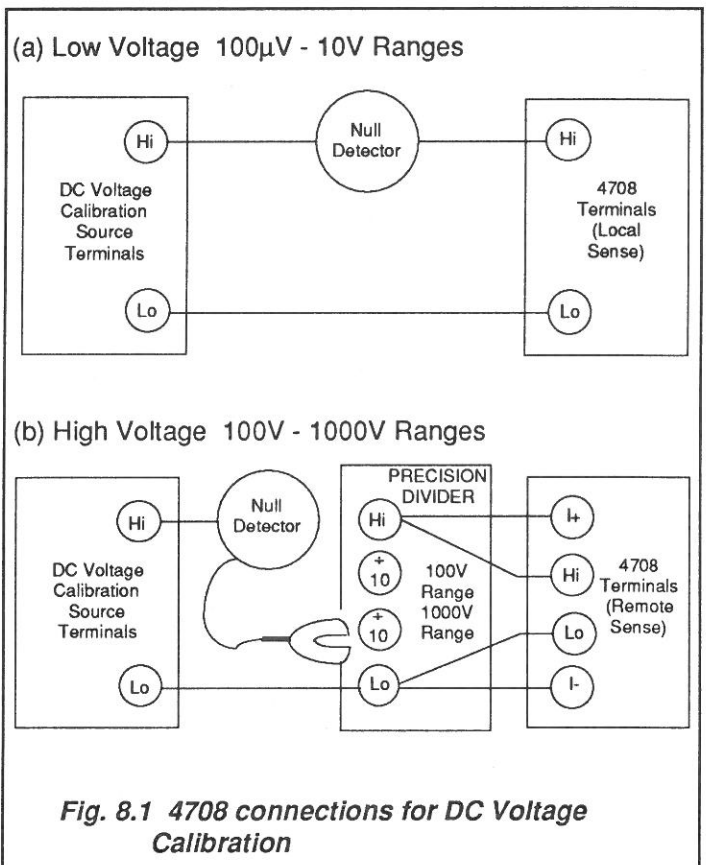 (a) Low Voltage 100µV - 10V Ranges
Hi
Null
Detector
Hi
DC Voltage
Calibration
Source
Terminals
4708
Terminals
(Local
Sense)
Lo
Lo
(b) High Voltage 100V - 1000V Ranges
PRECISION
DIVIDER
Hi
Null
Detector
Hi
I+
DC Voltage
Calibration
Source
Terminals
+
10
100V
Range
1000V
Range
+
10
Hi
4708
Terminals
(Remote
Sense)
Lo
Lo
Lo
I-
Fig. 8.1 4708 connections for DC Voltage
Calibration